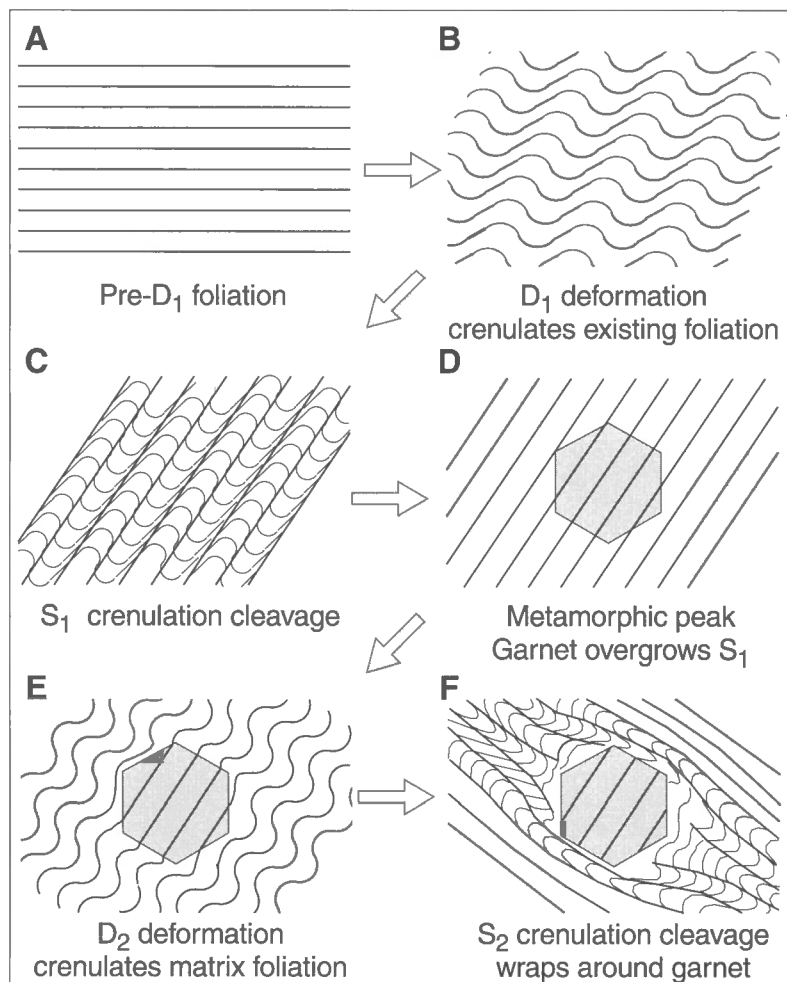 A
B
Pre-D₁ foliation
D₁ deformation
crenulates existing foliation
C
D
S₁ crenulation cleavage
Metamorphic peak
Garnet overgrows S₁
E
F
D₂ deformation
crenulates matrix foliation
S₂ crenulation cleavage
wraps around garnet